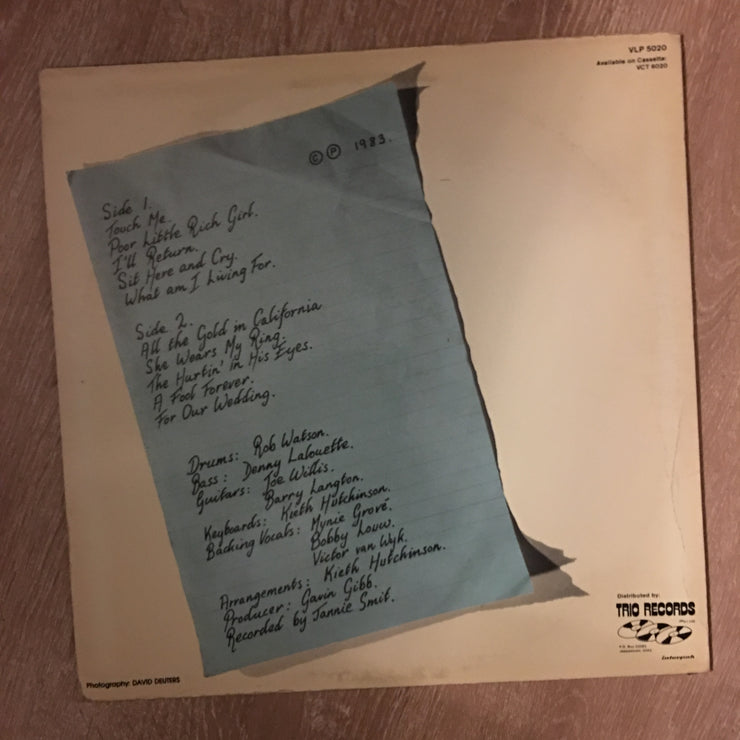 VLP 5020
Available on Cassette:
VCT 6020
© ℗ 1983.
Side 1.
Touch Me.
Poor Little Rich Girl.
I'll Return.
Sit Here and Cry.
What am I Living For.
Side 2.
All the Gold in California
She Wears My Ring.
The Hurtin' in His Eyes.
A Fool Forever.
For Our Wedding.
Drums: Rob Watson.
Bass: Denny Lalouette.
Guitars: Joe Willis.
Barry Langton.
Keyboards: Kieth Hutchinson.
Backing Vocals: Mynie Grové.
Bobby Louw.
Victor van Wyk.
Arrangements: Kieth Hutchinson.
Producer: Gavin Gibb.
Recorded by Jannie Smit.
Distributed by:
TRIO RECORDS
interpak
Photography: DAVID DEUTERS